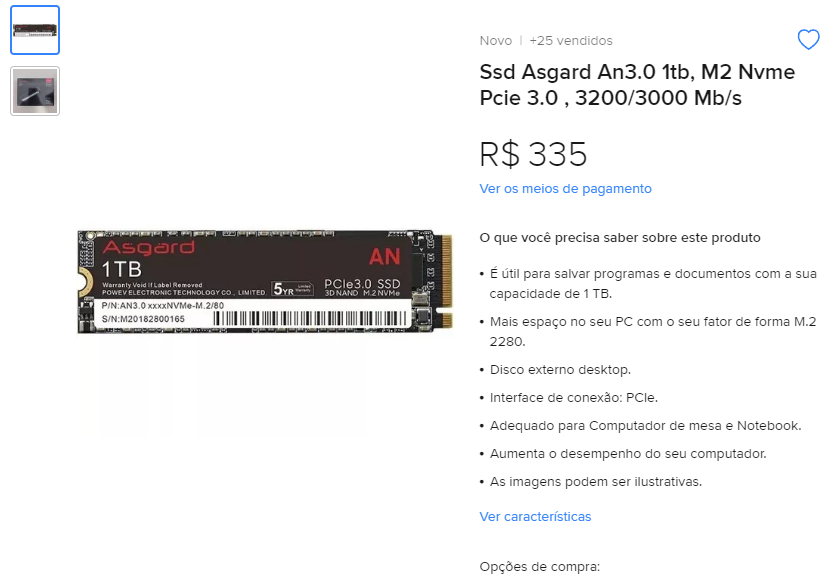 Novo | +25 vendidos
Ssd Asgard An3.0 1tb, M2 Nvme
Pcie 3.0 , 3200/3000 Mb/s
R$ 335
Ver os meios de pagamento
O que você precisa saber sobre este produto
• É útil para salvar programas e documentos com a sua
capacidade de 1 TB.
• Mais espaço no seu PC com o seu fator de forma M.2
2280.
• Disco externo desktop.
• Interface de conexão: PCIe.
• Adequado para Computador de mesa e Notebook.
• Aumenta o desempenho do seu computador.
• As imagens podem ser ilustrativas.
Ver características
Opções de compra:
Asgard
1TB
AN
Warranty Void If Label Removed
POWEV ELECTRONIC TECHNOLOGY CO., LIMITED
5YR Limited Warranty
PCIe3.0 SSD
3D NAND M.2 NVMe
P/N:AN3.0 xxxxNVMe-M.2/80
S/N:M20182800165